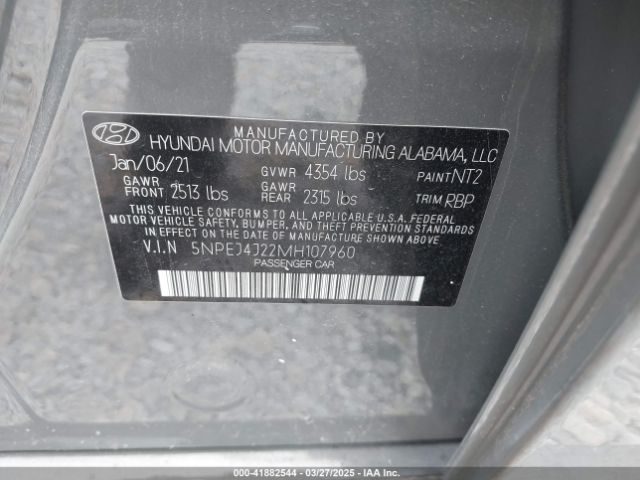 MANUFACTURED BY
HYUNDAI MOTOR MANUFACTURING ALABAMA, LLC
Jan/06/21 GVWR 4354 lbs PAINT NT2
GAWR FRONT 2513 lbs GAWR REAR 2315 lbs TRIM RBP
THIS VEHICLE CONFORMS TO ALL APPLICABLE U.S.A. FEDERAL
MOTOR VEHICLE SAFETY, BUMPER, AND THEFT PREVENTION STANDARDS
IN EFFECT ON THE DATE OF MANUFACTURE SHOWN ABOVE.
V.I.N 5NPEJ4J22MH107960
PASSENGER CAR
000-41882544 - 03/27/2025 - IAA Inc.